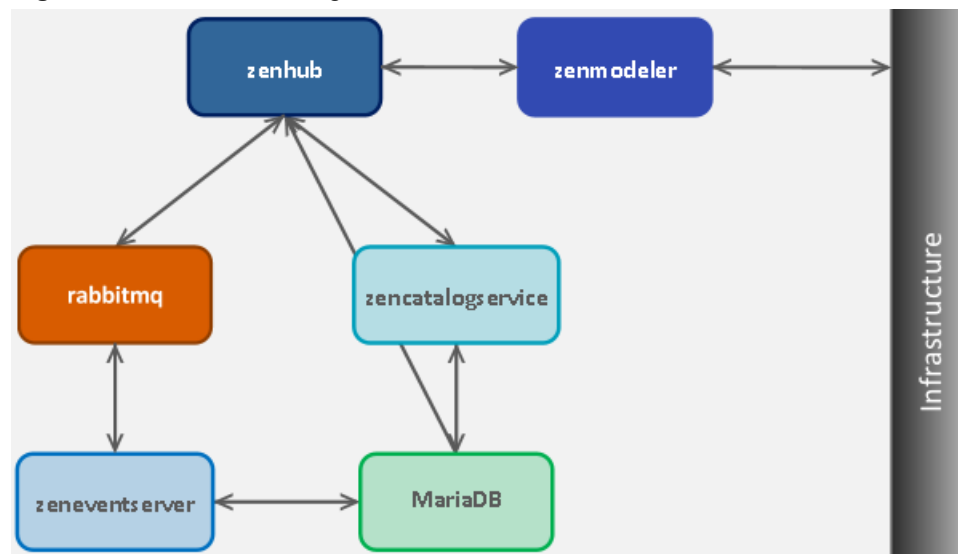 zenhub
zenmodeler
rabbitmq
zencatalogservice
Infrastructure
zeneventserver
MariaDB